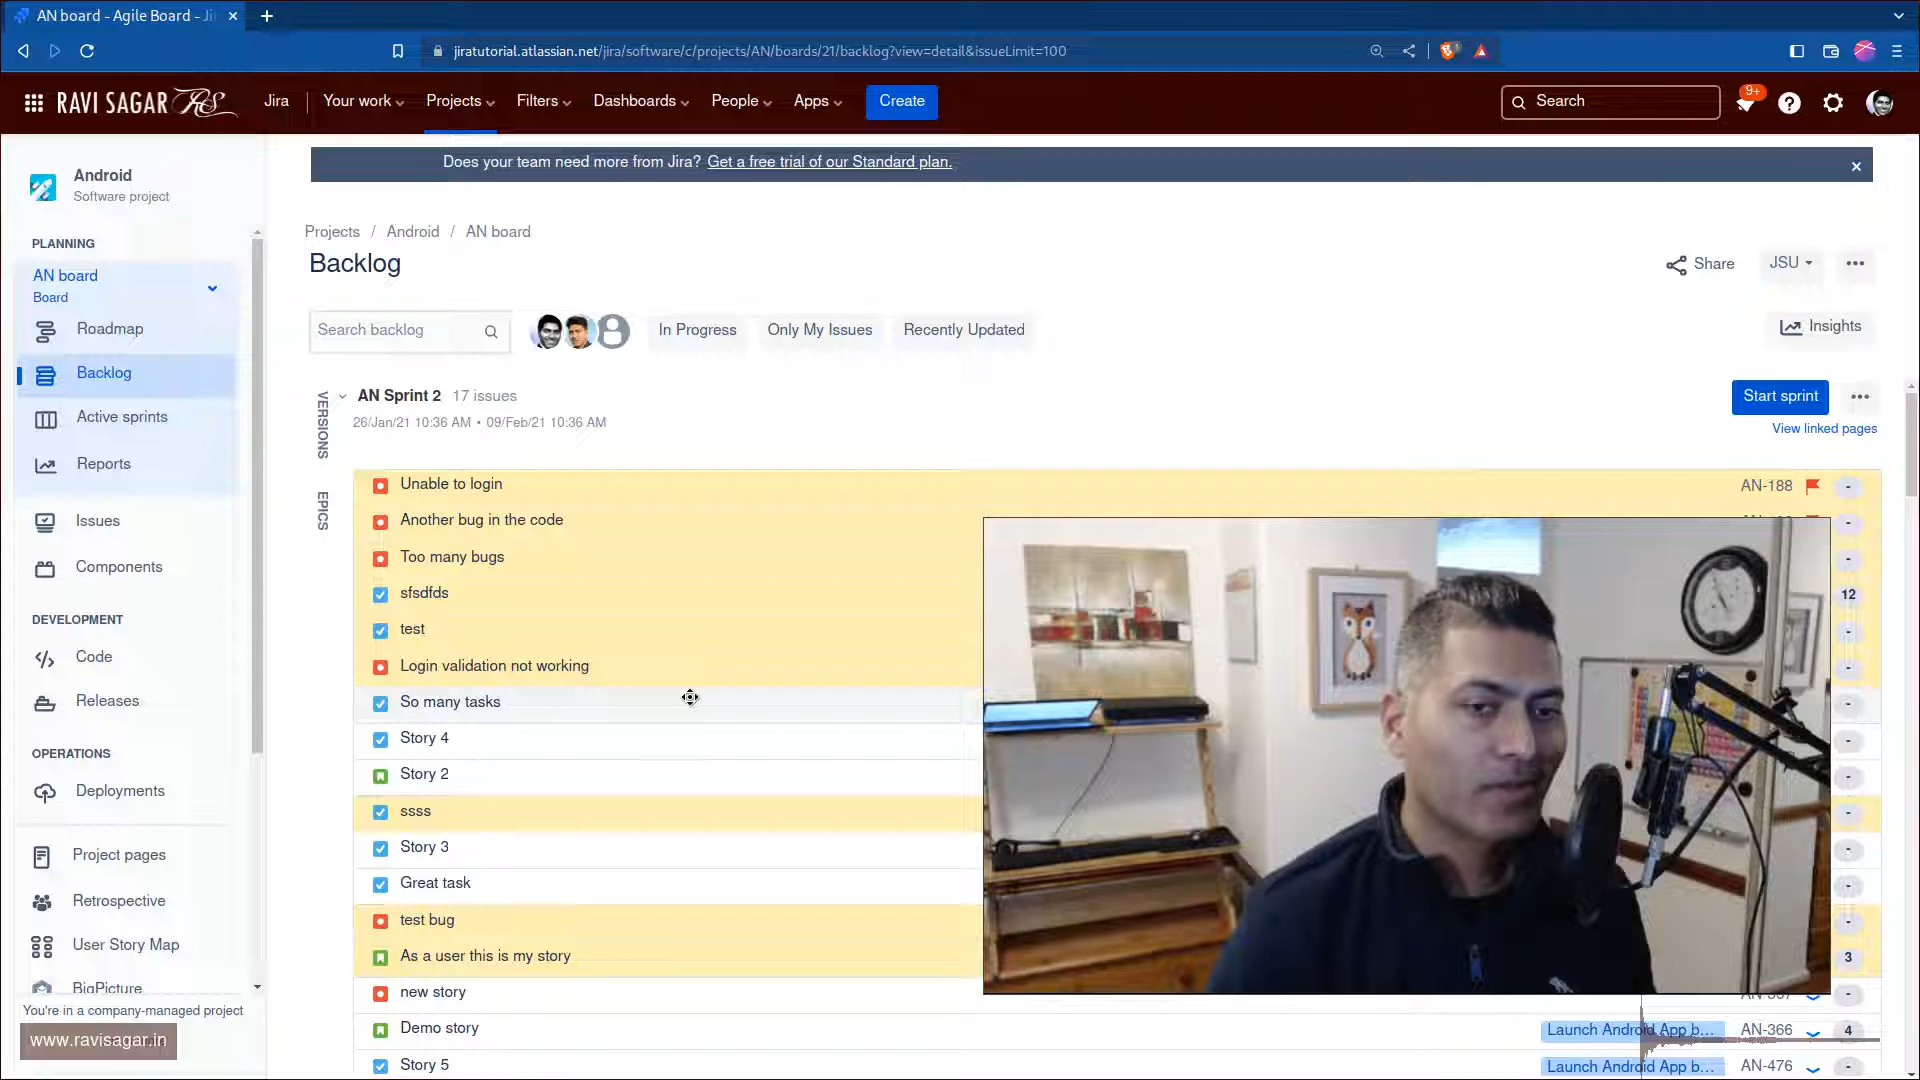 AN board - Agile Board - Ji
jiratutorial.atlassian.net/jira/software/c/projects/AN/boards/21/backlog?view=detail&issueLimit=100
RAVI SAGAR RS
Jira
Your work
Projects
Filters
Dashboards
People
Apps
Create
Search
9+
Does your team need more from Jira? Get a free trial of our Standard plan.
Android
Software project
PLANNING
AN board
Board
Roadmap
Backlog
Active sprints
Reports
Issues
Components
DEVELOPMENT
Code
Releases
OPERATIONS
Deployments
Project pages
Retrospective
User Story Map
BigPicture
You're in a company-managed project
www.ravisagar.in
Projects / Android / AN board
Backlog
Share
JSU
Search backlog
In Progress
Only My Issues
Recently Updated
Insights
VERSIONS
EPICS
AN Sprint 2 17 issues
26/Jan/21 10:36 AM • 09/Feb/21 10:36 AM
Start sprint
View linked pages
Unable to login AN-188 -
Another bug in the code -
Too many bugs -
sfsdfds 12
test -
Login validation not working -
So many tasks -
Story 4 -
Story 2 -
ssss -
Story 3 -
Great task -
test bug -
As a user this is my story 3
new story -
Demo story Launch Android App b... AN-366 4
Story 5 Launch Android App b... AN-476 -